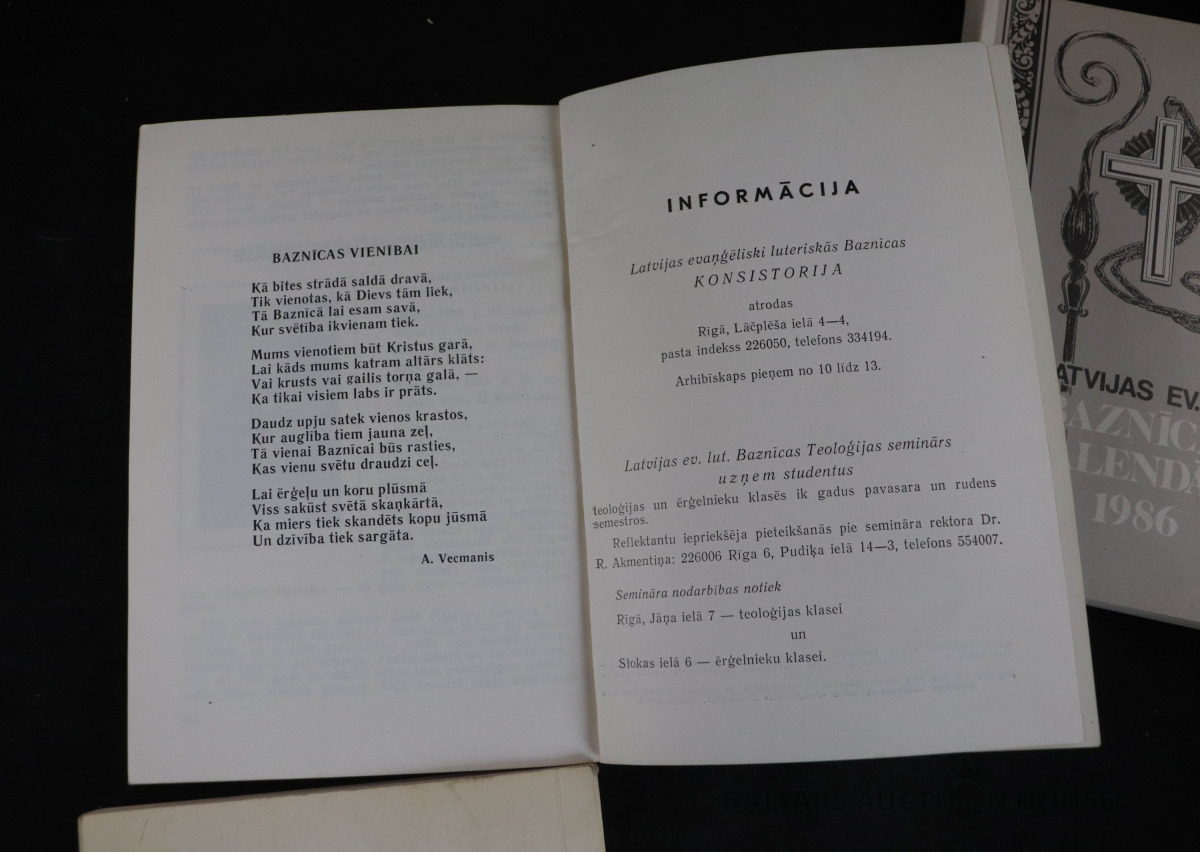 BAZNĪCAS VIENĪBAI
Kā bites strādā saldā dravā,
Tik vienotas, kā Dievs tām liek,
Tā Baznīcā lai esam savā,
Kur svētība ikvienam tiek.
Mums vienotiem būt Kristus garā,
Lai kāds mums katram altārs klāts:
Vai krusts vai gailis torņa galā, —
Ka tikai visiem labs ir prāts.
Daudz upju satek vienos krastos,
Kur auglība tiem jauna zeļ,
Tā vienai Baznīcai būs rasties,
Kas vienu svētu draudzi ceļ.
Lai ērģeļu un koru plūsmā
Viss sakūst svētā skaņkārtā,
Ka miers tiek skandēts kopu jūsmā
Un dzīvība tiek sargāta.
A. Vecmanis
INFORMĀCIJA
Latvijas evaņģēliski luteriskās Baznīcas
KONSISTORIJA
atrodas
Rīgā, Lāčplēša ielā 4—4,
pasta indekss 226050, telefons 334194.
Arhibīskaps pieņem no 10 līdz 13.
Latvijas ev. lut. Baznīcas Teoloģijas seminārs
uzņem studentus
teoloģijas un ērģelnieku klasēs ik gadus pavasara un rudens
semestros.
Reflektantu iepriekšēja pieteikšanās pie semināra rektora Dr.
R. Akmentiņa: 226006 Rīga 6, Pudiķa ielā 14—3, telefons 554007.
Semināra nodarbības notiek
Rīgā, Jāņa ielā 7 — teoloģijas klasei
un
Slokas ielā 6 — ērģelnieku klasei.
LATVIJAS EV.
BAZNĪCAS
KALENDĀ
1986
BALTARS AUCTION HOUSE